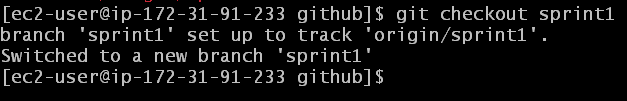 [ec2-user@ip-172-31-91-233 github]$ git checkout sprint1
branch 'sprint1' set up to track 'origin/sprint1'.
Switched to a new branch 'sprint1'
[ec2-user@ip-172-31-91-233 github]$